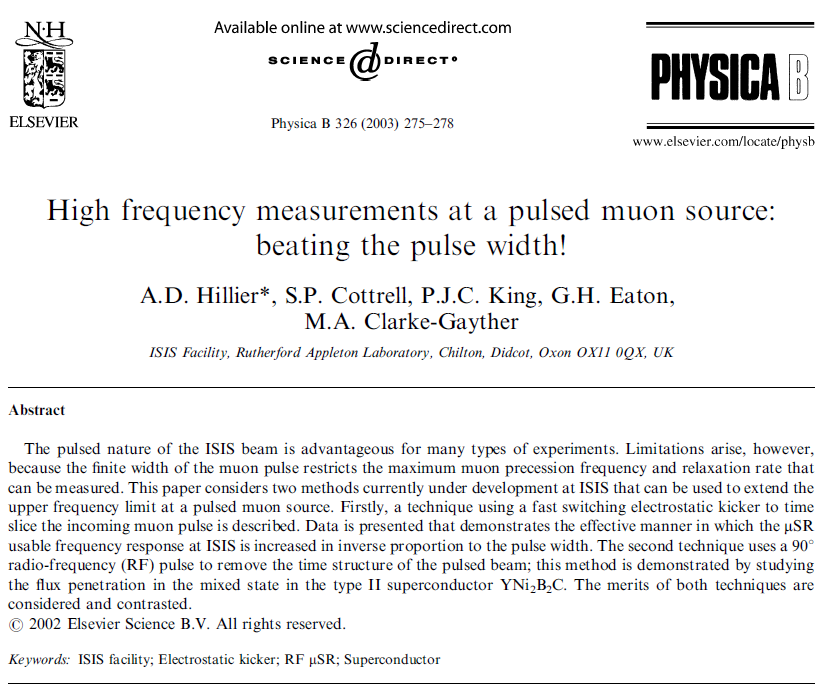 N·H
ELSEVIER
Available online at www.sciencedirect.com
SCIENCE d DIRECT®
Physica B 326 (2003) 275–278
PHYSICA B
www.elsevier.com/locate/physb
High frequency measurements at a pulsed muon source:
beating the pulse width!
A.D. Hillier*, S.P. Cottrell, P.J.C. King, G.H. Eaton,
M.A. Clarke-Gayther
ISIS Facility, Rutherford Appleton Laboratory, Chilton, Didcot, Oxon OX11 0QX, UK
Abstract
The pulsed nature of the ISIS beam is advantageous for many types of experiments. Limitations arise, however,
because the finite width of the muon pulse restricts the maximum muon precession frequency and relaxation rate that
can be measured. This paper considers two methods currently under development at ISIS that can be used to extend the
upper frequency limit at a pulsed muon source. Firstly, a technique using a fast switching electrostatic kicker to time
slice the incoming muon pulse is described. Data is presented that demonstrates the effective manner in which the μSR
usable frequency response at ISIS is increased in inverse proportion to the pulse width. The second technique uses a 90°
radio-frequency (RF) pulse to remove the time structure of the pulsed beam; this method is demonstrated by studying
the flux penetration in the mixed state in the type II superconductor YNi₂B₂C. The merits of both techniques are
considered and contrasted.
© 2002 Elsevier Science B.V. All rights reserved.
Keywords: ISIS facility; Electrostatic kicker; RF μSR; Superconductor